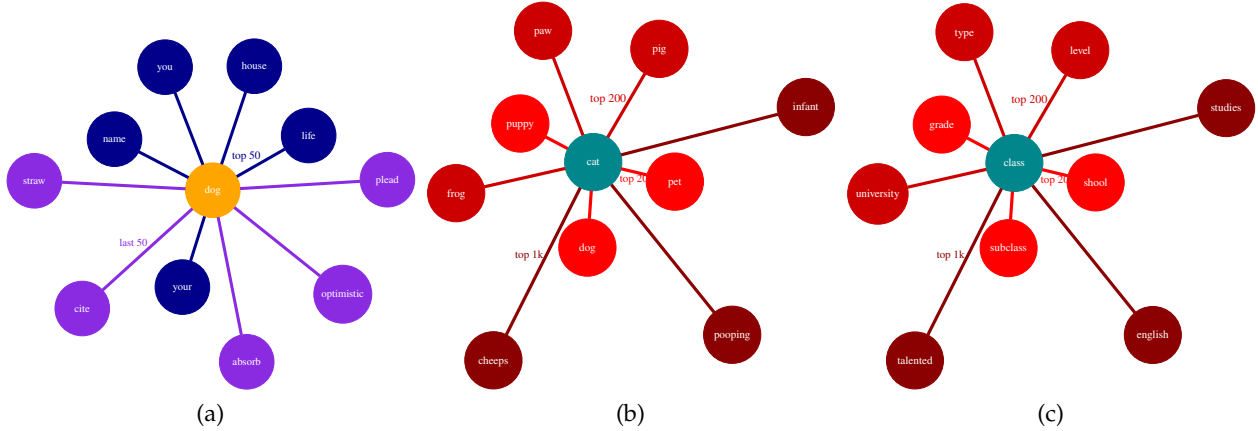 you
house
name
life
top 50
straw
dog
plead
last 50
your
cite
optimistic
absorb
(a)
paw
pig
top 200
infant
puppy
cat
pet
top 20
frog
dog
top 1k
pooping
cheeps
(b)
type
level
top 200
studies
grade
class
shool
top 20
university
subclass
top 1k
english
talented
(c)